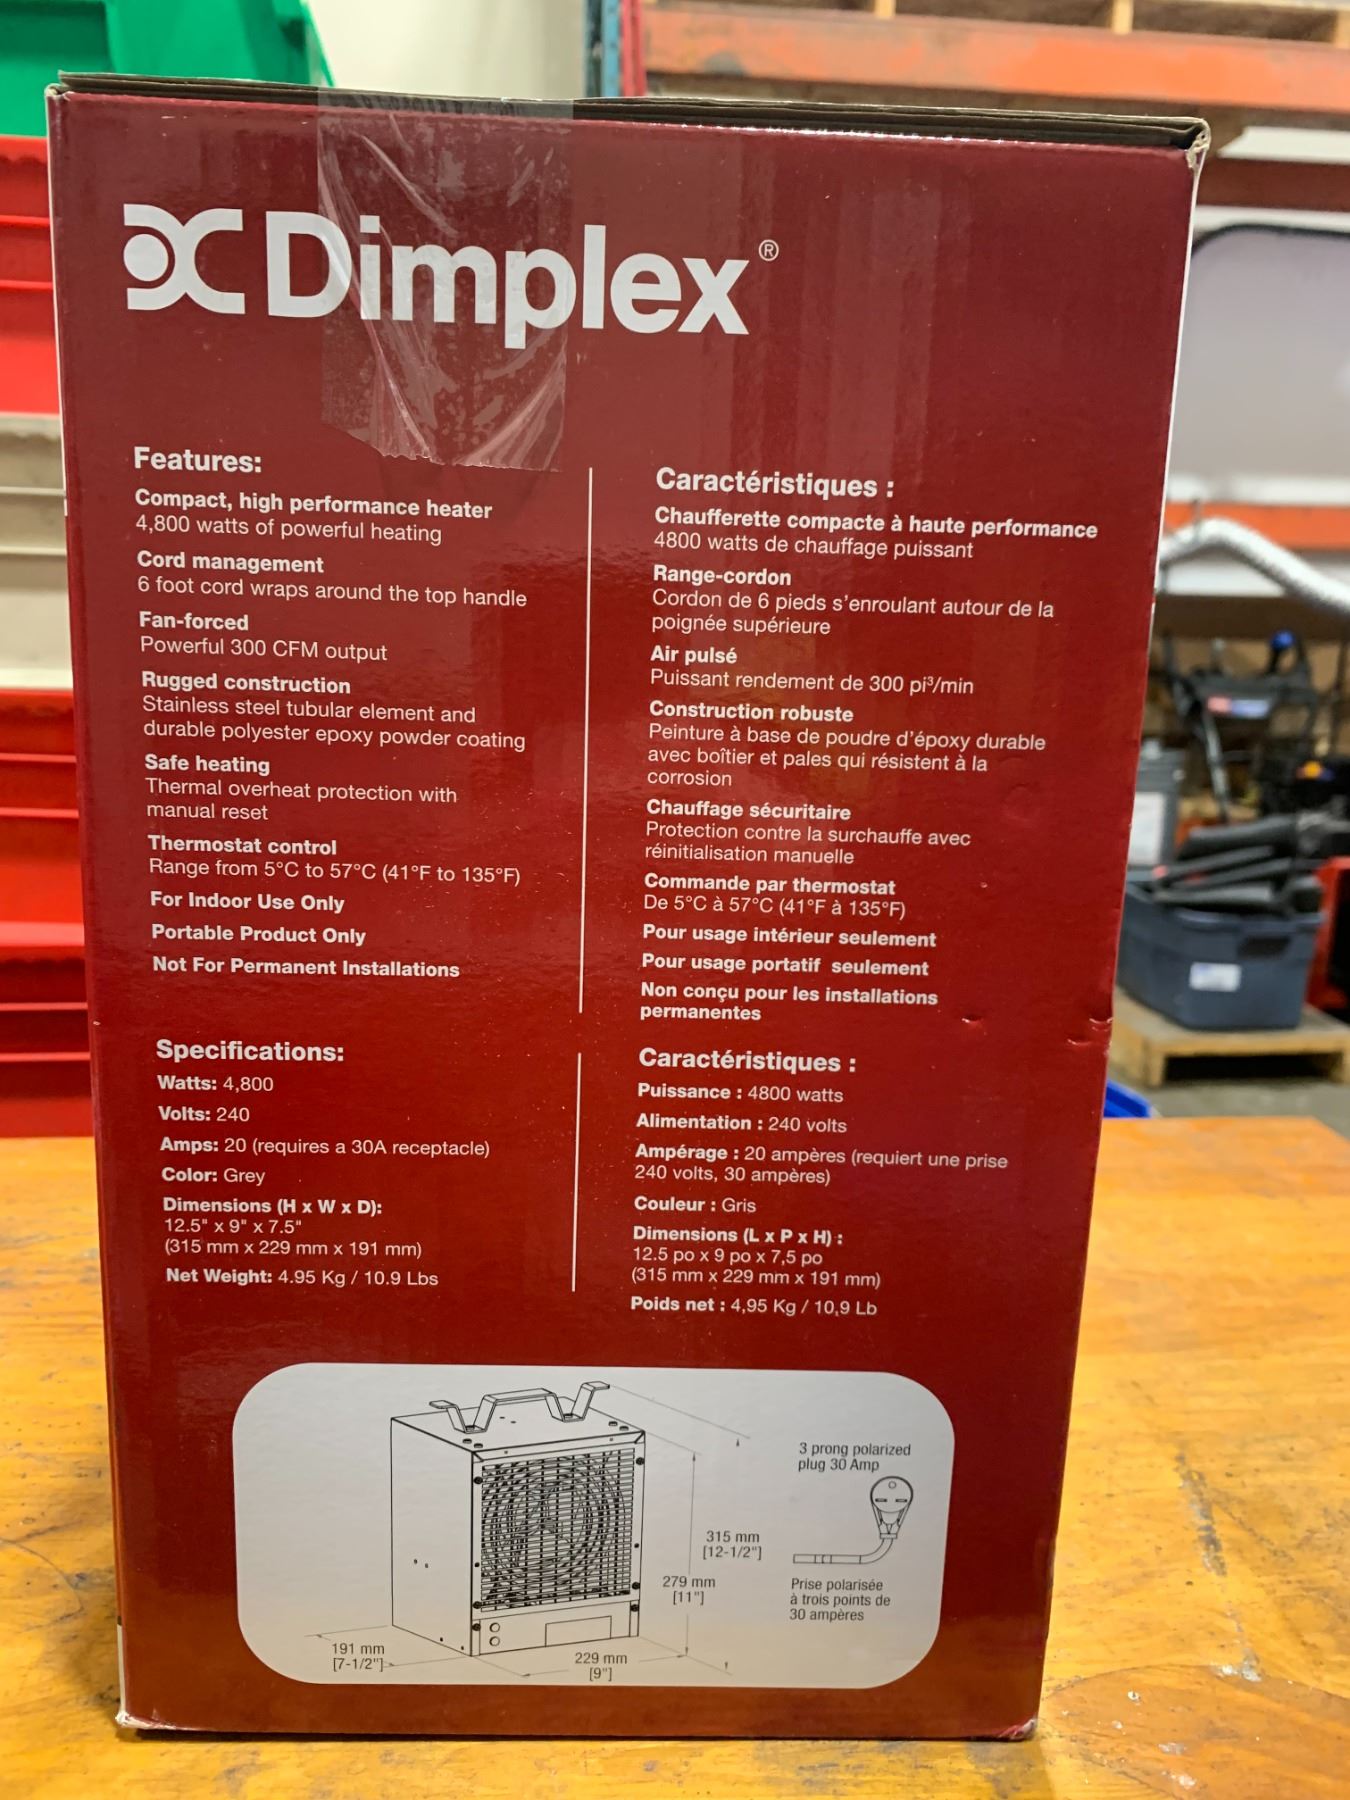 Dimplex®
Features:
Compact, high performance heater
4,800 watts of powerful heating
Cord management
6 foot cord wraps around the top handle
Fan-forced
Powerful 300 CFM output
Rugged construction
Stainless steel tubular element and
durable polyester epoxy powder coating
Safe heating
Thermal overheat protection with
manual reset
Thermostat control
Range from 5°C to 57°C (41°F to 135°F)
For Indoor Use Only
Portable Product Only
Not For Permanent Installations
Caractéristiques :
Chaufferette compacte à haute performance
4800 watts de chauffage puissant
Range-cordon
Cordon de 6 pieds s'enroulant autour de la
poignée supérieure
Air pulsé
Puissant rendement de 300 pi³/min
Construction robuste
Peinture à base de poudre d'époxy durable
avec boîtier et pales qui résistent à la
corrosion
Chauffage sécuritaire
Protection contre la surchauffe avec
réinitialisation manuelle
Commande par thermostat
De 5°C à 57°C (41°F à 135°F)
Pour usage intérieur seulement
Pour usage portatif seulement
Non conçu pour les installations
permanentes
Specifications:
Watts: 4,800
Volts: 240
Amps: 20 (requires a 30A receptacle)
Color: Grey
Dimensions (H x W x D):
12.5" x 9" x 7.5"
(315 mm x 229 mm x 191 mm)
Net Weight: 4.95 Kg / 10.9 Lbs
Caractéristiques :
Puissance : 4800 watts
Alimentation : 240 volts
Ampérage : 20 ampères (requiert une prise
240 volts, 30 ampères)
Couleur : Gris
Dimensions (L x P x H) :
12.5 po x 9 po x 7,5 po
(315 mm x 229 mm x 191 mm)
Poids net : 4,95 Kg / 10,9 Lb
3 prong polarized
plug 30 Amp
315 mm
[12-1/2"]
279 mm
[11"]
Prise polarisée
à trois points de
30 ampères
191 mm
[7-1/2"]
229 mm
[9"]